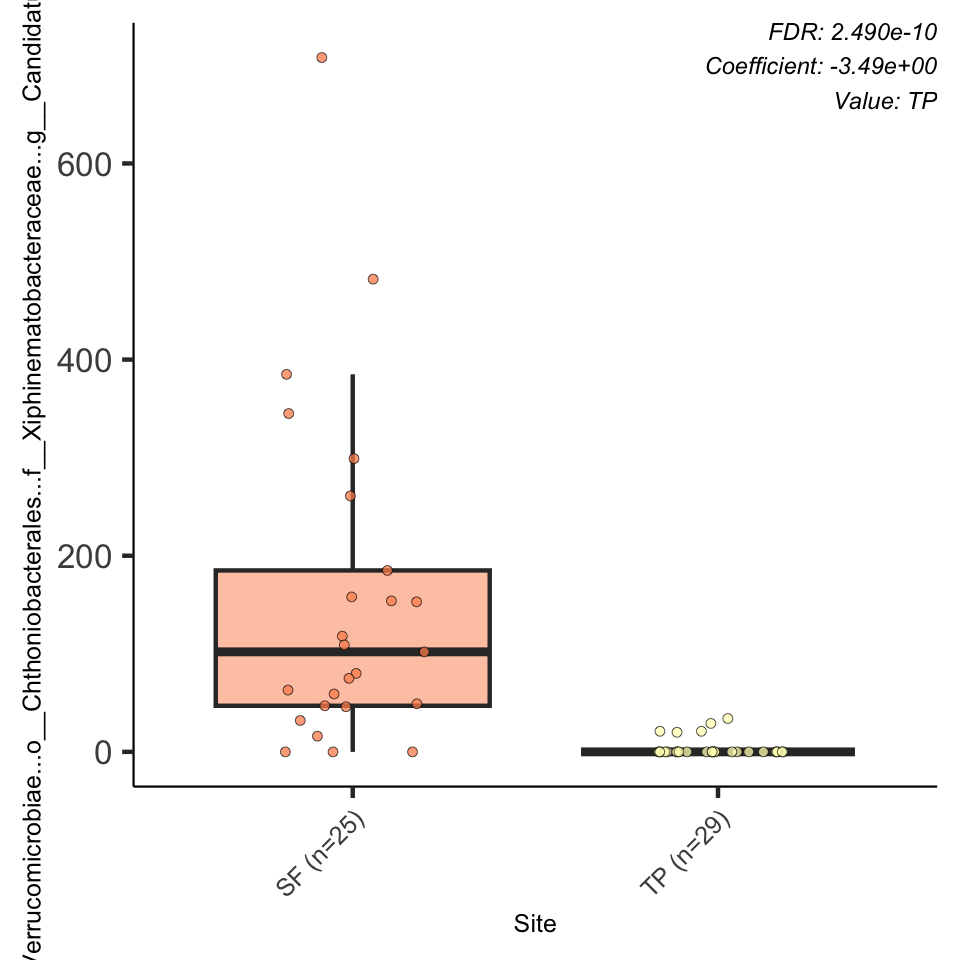 FDR: 2.490e-10
Coefficient: -3.49e+00
Value: TP
600
400
200
0
Verrucomicrobiae...o__Chthoniobacterales...f__Xiphinematobacteraceae...g__Candidatu
SF (n=25)
TP (n=29)
Site